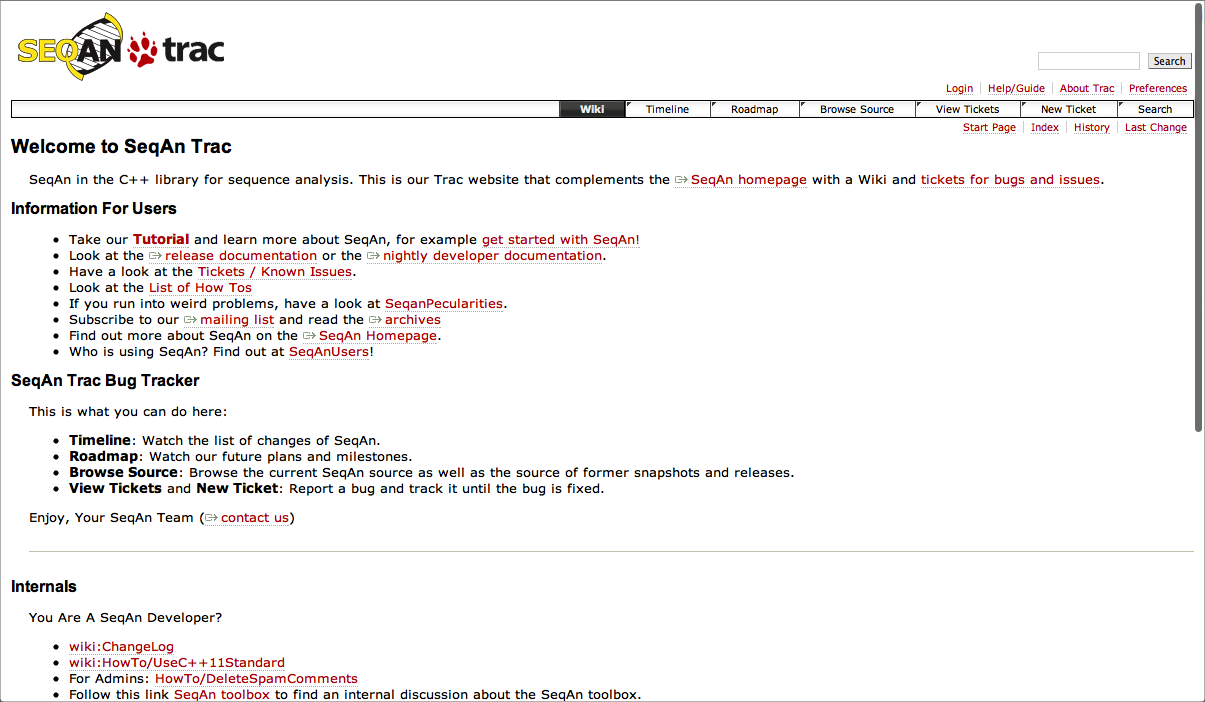 SEQAN trac
Search
Login Help/Guide About Trac Preferences
Wiki Timeline Roadmap Browse Source View Tickets New Ticket Search
Start Page Index History Last Change
Welcome to SeqAn Trac
SeqAn in the C++ library for sequence analysis. This is our Trac website that complements the SeqAn homepage with a Wiki and tickets for bugs and issues.
Information For Users
Take our Tutorial and learn more about SeqAn, for example get started with SeqAn!
Look at the release documentation or the nightly developer documentation.
Have a look at the Tickets / Known Issues.
Look at the List of How Tos
If you run into weird problems, have a look at SeqanPecularities.
Subscribe to our mailing list and read the archives
Find out more about SeqAn on the SeqAn Homepage.
Who is using SeqAn? Find out at SeqAnUsers!
SeqAn Trac Bug Tracker
This is what you can do here:
Timeline: Watch the list of changes of SeqAn.
Roadmap: Watch our future plans and milestones.
Browse Source: Browse the current SeqAn source as well as the source of former snapshots and releases.
View Tickets and New Ticket: Report a bug and track it until the bug is fixed.
Enjoy, Your SeqAn Team (contact us)
Internals
You Are A SeqAn Developer?
wiki:ChangeLog
wiki:HowTo/UseC++11Standard
For Admins: HowTo/DeleteSpamComments
Follow this link SeqAn toolbox to find an internal discussion about the SeqAn toolbox.